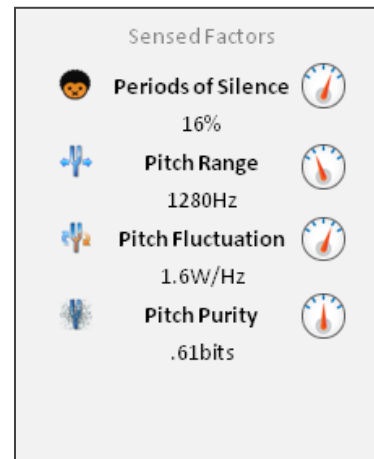 Sensed Factors
Periods of Silence
16%
Pitch Range
1280Hz
Pitch Fluctuation
1.6W/Hz
Pitch Purity
.61bits